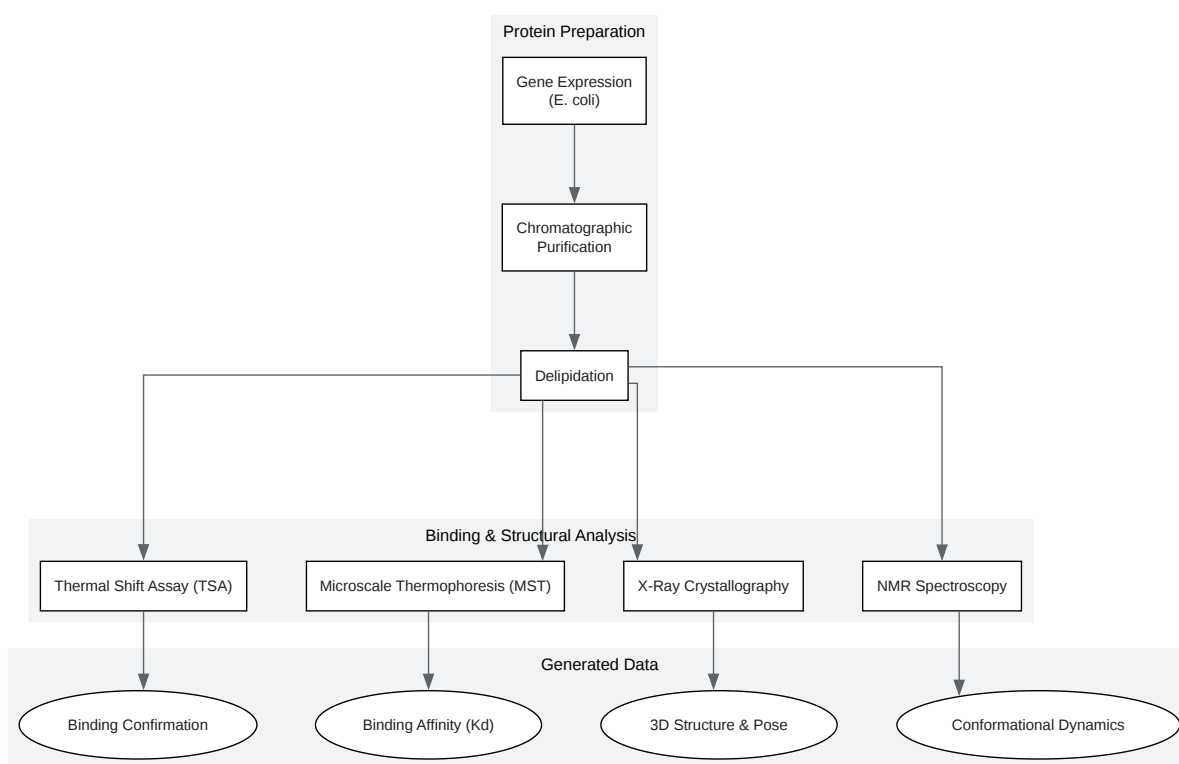 Protein Preparation
Gene Expression
(E. coli)
Chromatographic
Purification
Delipidation
Binding & Structural Analysis
Thermal Shift Assay (TSA)
Microscale Thermophoresis (MST)
X-Ray Crystallography
NMR Spectroscopy
Generated Data
Binding Confirmation
Binding Affinity (Kd)
3D Structure & Pose
Conformational Dynamics